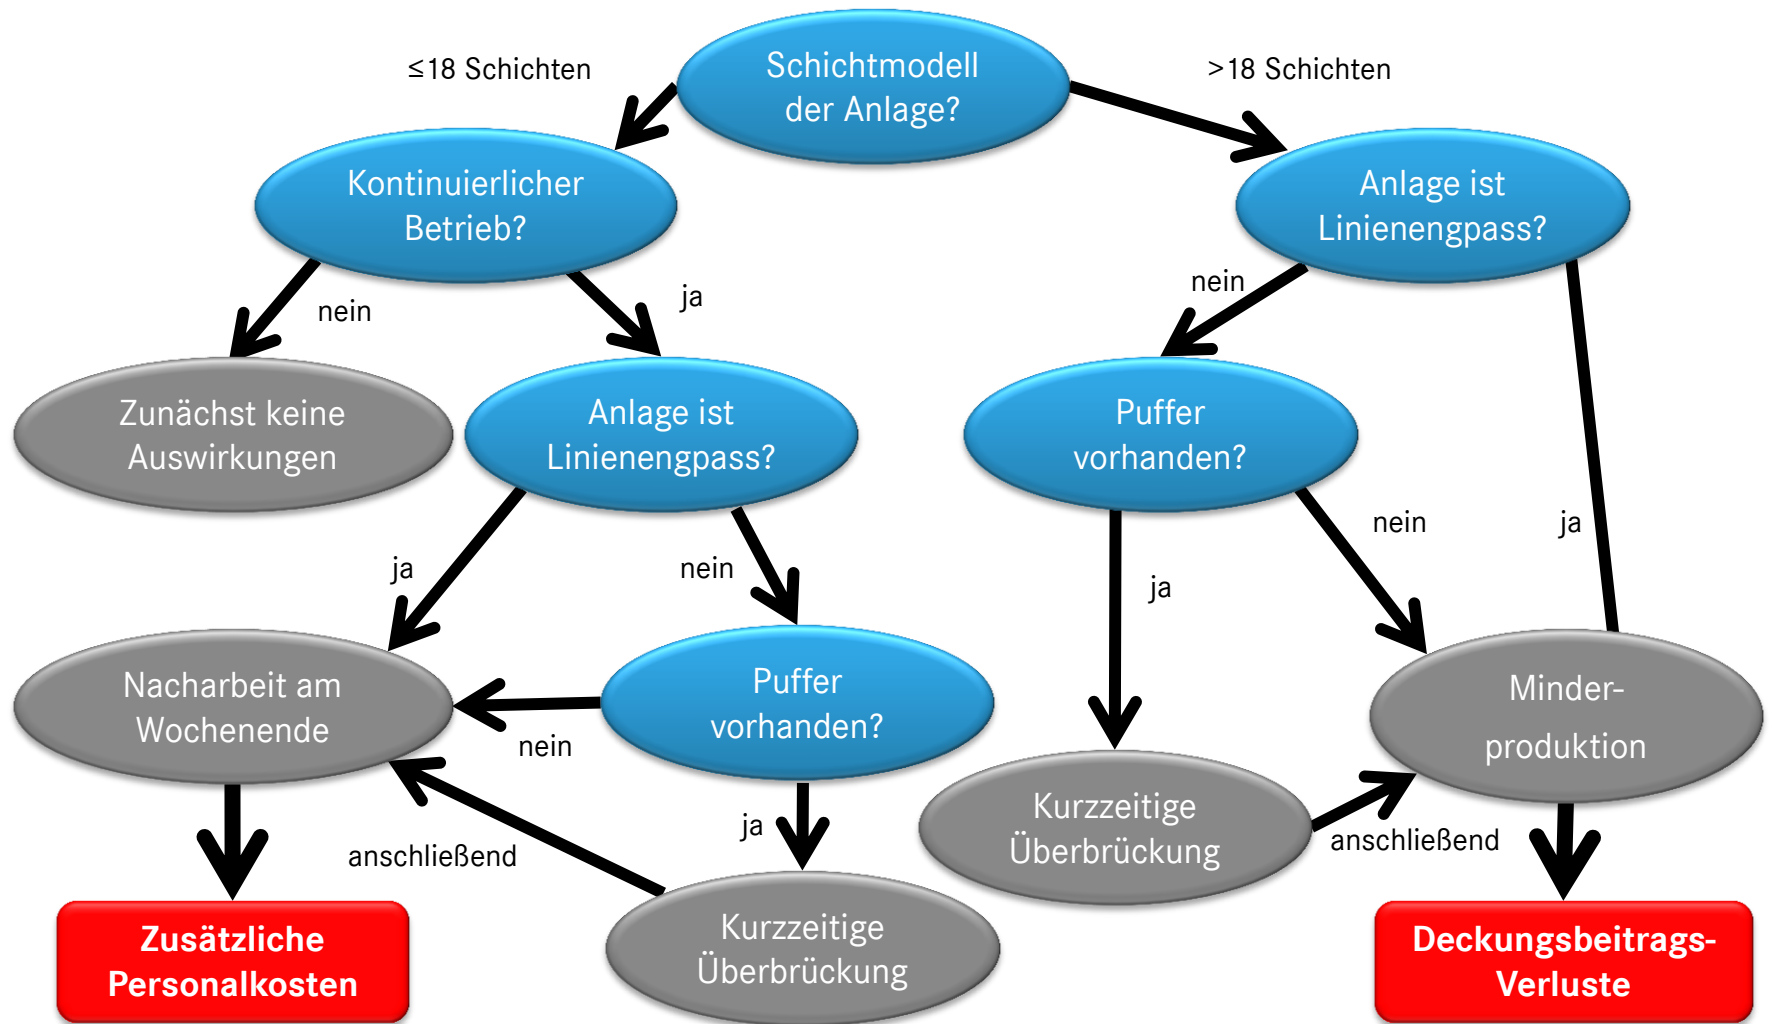 ≤18 Schichten
Schichtmodell
der Anlage?
>18 Schichten
Kontinuierlicher
Betrieb?
Anlage ist
Linienengpass?
nein
ja
nein
Zunächst keine
Auswirkungen
Anlage ist
Linienengpass?
Puffer
vorhanden?
ja
nein
ja
nein
ja
Nacharbeit am
Wochenende
nein
Puffer
vorhanden?
Minder-
produktion
ja
anschließend
Kurzzeitige
Überbrückung
anschließend
Zusätzliche
Personalkosten
Kurzzeitige
Überbrückung
Deckungsbeitrags-
Verluste